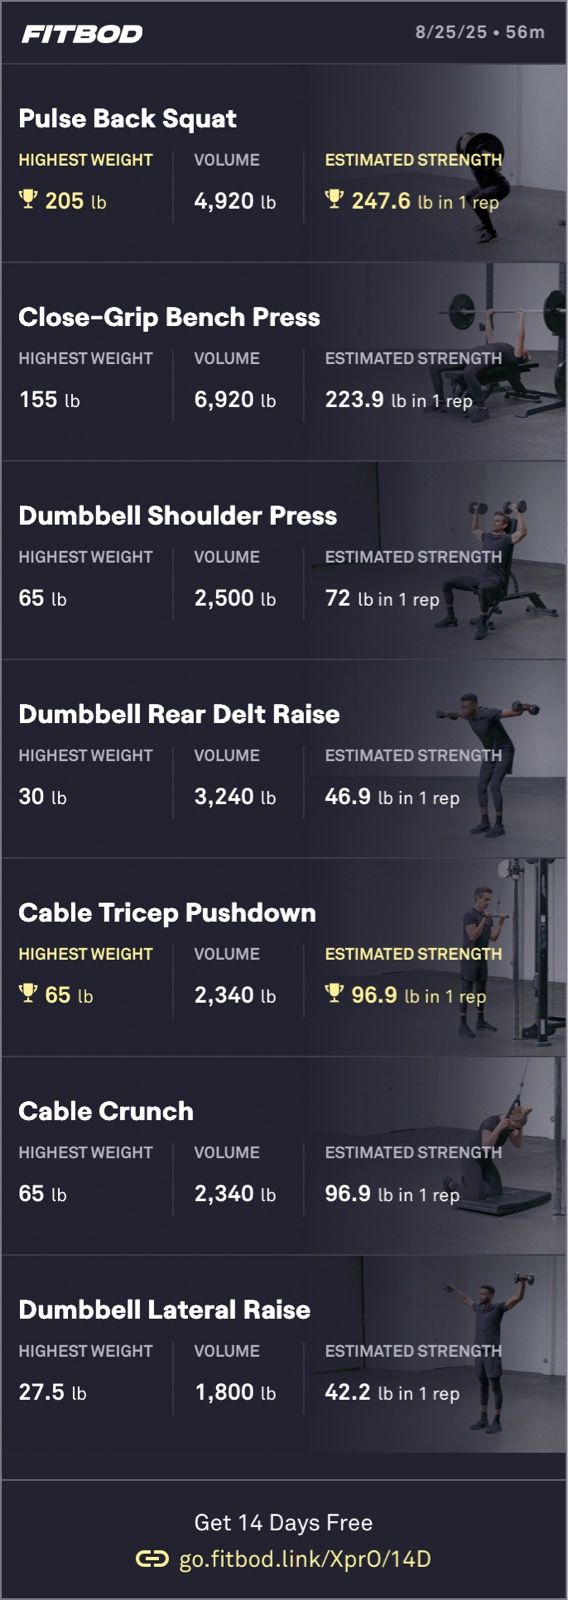 FITBOD
8/25/25 • 56m
Pulse Back Squat
HIGHEST WEIGHT VOLUME ESTIMATED STRENGTH
205 lb 4,920 lb 247.6 lb in 1 rep
Close-Grip Bench Press
HIGHEST WEIGHT VOLUME ESTIMATED STRENGTH
155 lb 6,920 lb 223.9 lb in 1 rep
Dumbbell Shoulder Press
HIGHEST WEIGHT VOLUME ESTIMATED STRENGTH
65 lb 2,500 lb 72 lb in 1 rep
Dumbbell Rear Delt Raise
HIGHEST WEIGHT VOLUME ESTIMATED STRENGTH
30 lb 3,240 lb 46.9 lb in 1 rep
Cable Tricep Pushdown
HIGHEST WEIGHT VOLUME ESTIMATED STRENGTH
65 lb 2,340 lb 96.9 lb in 1 rep
Cable Crunch
HIGHEST WEIGHT VOLUME ESTIMATED STRENGTH
65 lb 2,340 lb 96.9 lb in 1 rep
Dumbbell Lateral Raise
HIGHEST WEIGHT VOLUME ESTIMATED STRENGTH
27.5 lb 1,800 lb 42.2 lb in 1 rep
Get 14 Days Free
go.fitbod.link/XprO/14D